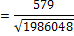 = 579 / √1986048